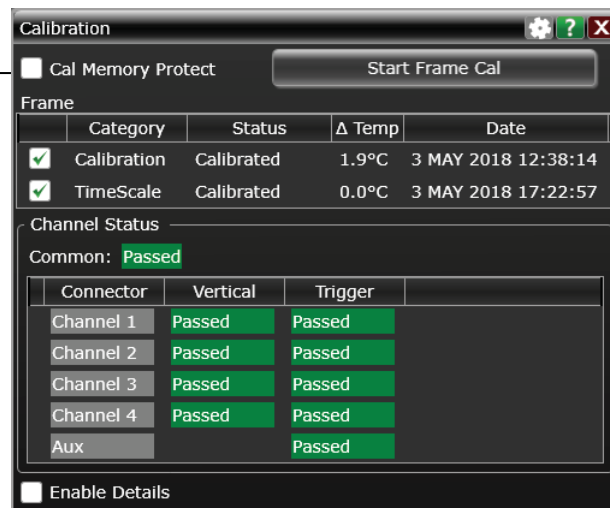 Calibration ? X
Cal Memory Protect Start Frame Cal
Frame
Category Status Δ Temp Date
Calibration Calibrated 1.9°C 3 MAY 2018 12:38:14
TimeScale Calibrated 0.0°C 3 MAY 2018 17:22:57
Channel Status
Common: Passed
Connector Vertical Trigger
Channel 1 Passed Passed
Channel 2 Passed Passed
Channel 3 Passed Passed
Channel 4 Passed Passed
Aux Passed
Enable Details